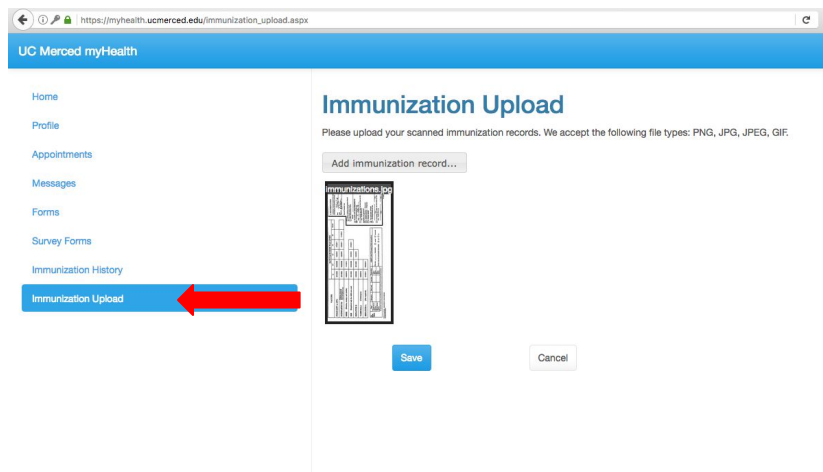 https://myhealth.ucmerced.edu/immunization_upload.aspx
UC Merced myHealth
Home
Profile
Appointments
Messages
Forms
Survey Forms
Immunization History
Immunization Upload
Immunization Upload
Please upload your scanned immunization records. We accept the following file types: PNG, JPG, JPEG, GIF.
Add immunization record...
immunizations.jpg
Save
Cancel